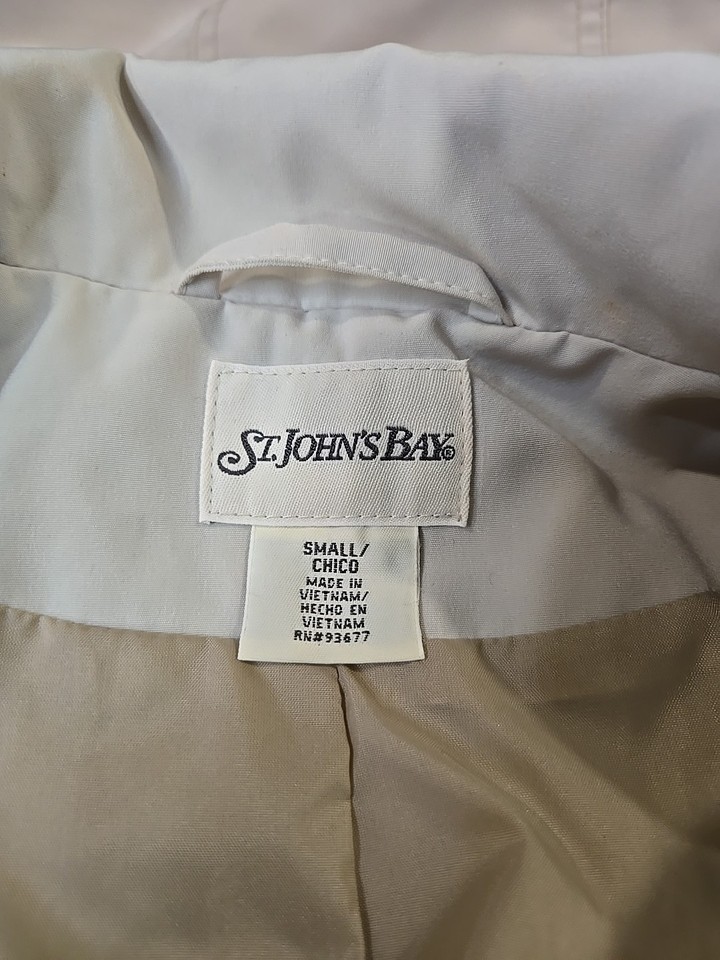 ST. JOHN'S BAY®
SMALL/
CHICO
MADE IN
VIETNAM/
HECHO EN
VIETNAM
RN#93677